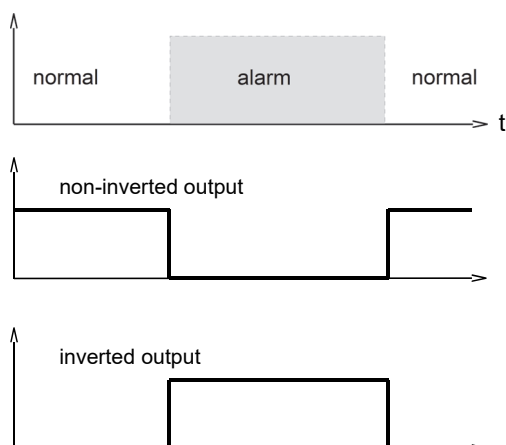 normal alarm normal
t
non-inverted output
inverted output